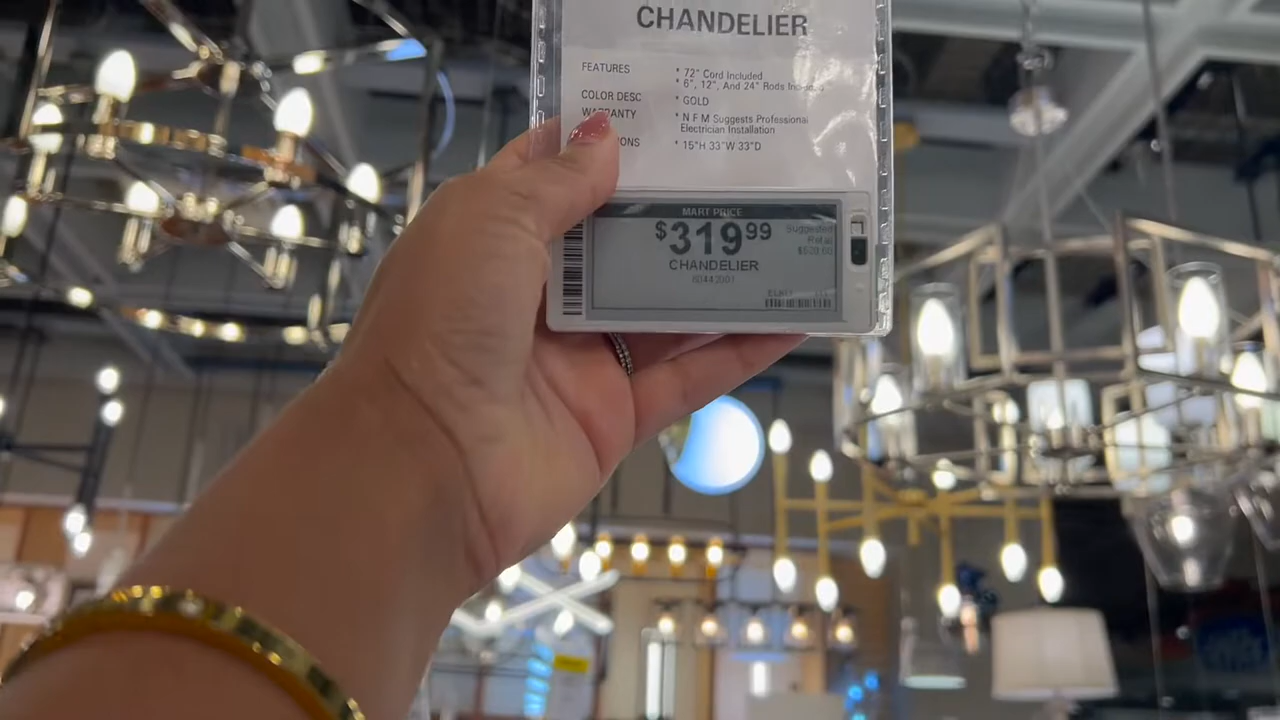 CHANDELIER
FEATURES
* 72" Cord Included
* 6", 12", And 24" Rods
COLOR DESC
* GOLD
WARRANTY
* N F M Suggests Professional
Electrician Installation
* 15"H 33"W 33"D
MART PRICE
$319.99
Suggested
Retail
CHANDELIER